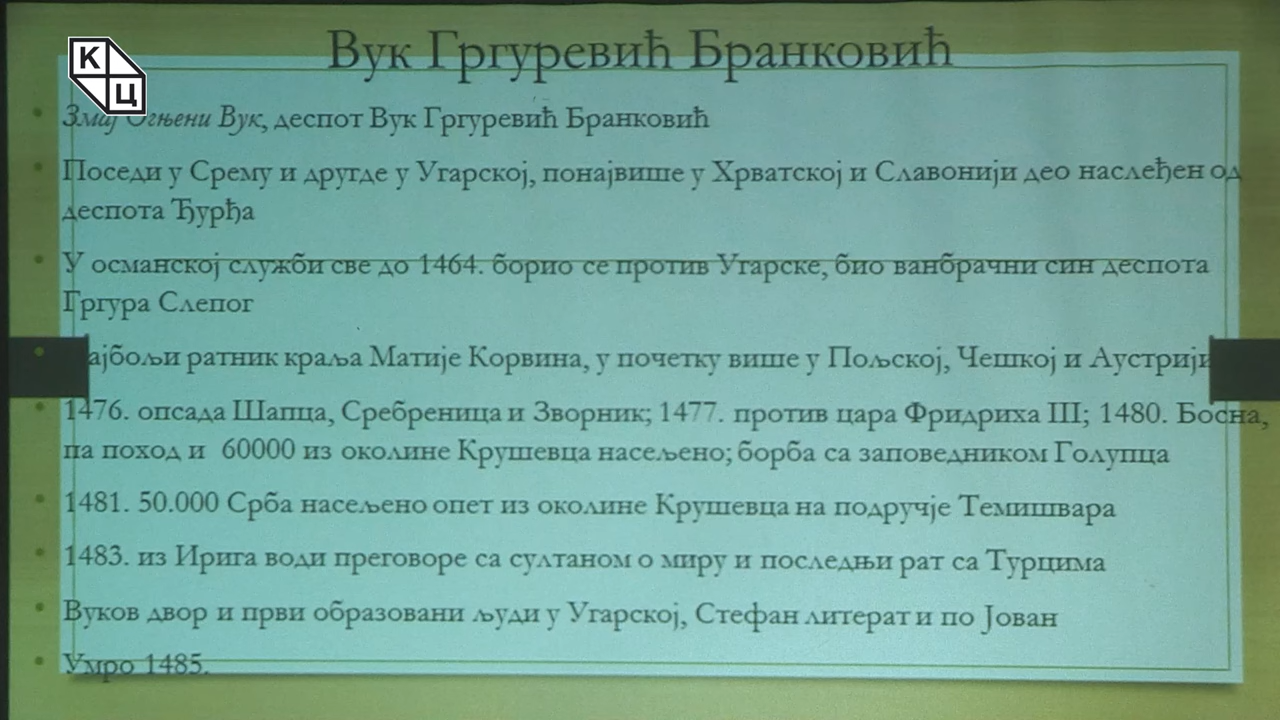 Вук Гргуревић Бранковић
К
Ц
Змај Огњени Вук, деспот Вук Гргуревић Бранковић
Поседи у Срему и другде у Угарској, понајвише у Хрватској и Славонији део наслеђен од
деспота Ђурђа
У османској служби све до 1464. борио се против Угарске, био ванбрачни син деспота
Гргура Слепог
ајбољи ратник краља Матије Корвина, у почетку више у Пољској, Чешкој и Аустрији
1476. опсада Шапца, Сребреница и Зворник; 1477. против цара Фридриха III; 1480. Босна,
па поход и 60000 из околине Крушевца насељено; борба са заповедником Голупца
1481. 50.000 Срба насељено опет из околине Крушевца на подручје Темишвара
1483. из Ирига води преговоре са султаном о миру и последњи рат са Турцима
Вуков двор и први образовани људи у Угарској, Стефан литерат и по Јован
Умро 1485.